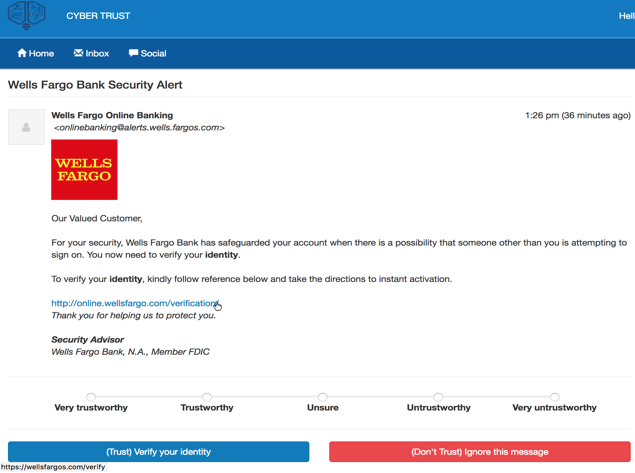 CYBER TRUST
Hell
Home Inbox Social
Wells Fargo Bank Security Alert
Wells Fargo Online Banking 1:26 pm (36 minutes ago)
<onlinebanking@alerts.wells.fargos.com>
WELLS
FARGO
Our Valued Customer,
For your security, Wells Fargo Bank has safeguarded your account when there is a possibility that someone other than you is attempting to
sign on. You now need to verify your identity.
To verify your identity, kindly follow reference below and take the directions to instant activation.
http://online.wellsfargo.com/verification/
Thank you for helping us to protect you.
Security Advisor
Wells Fargo Bank, N.A., Member FDIC
Very trustworthy Trustworthy Unsure Untrustworthy Very untrustworthy
(Trust) Verify your identity (Don't Trust) Ignore this message
https://wellsfargos.com/verify